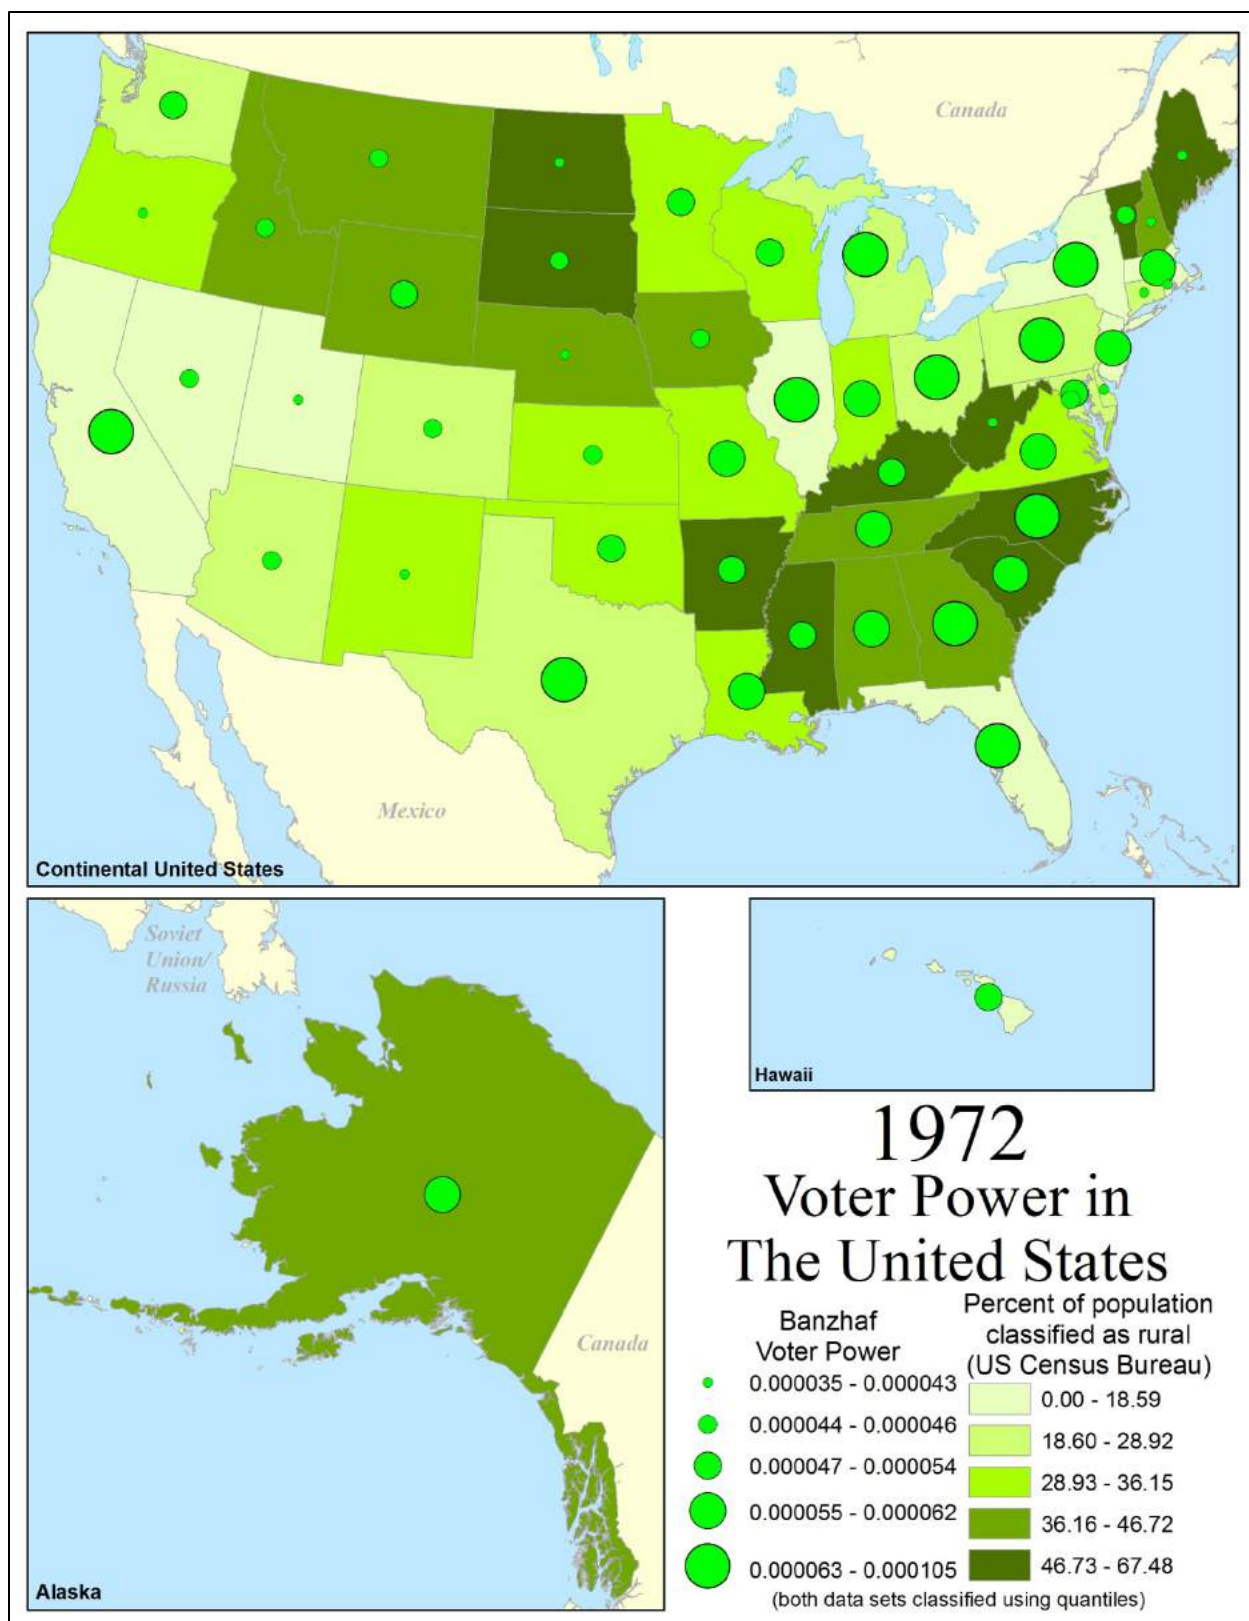 Canada
Mexico
Continental United States
Soviet
Union/
Russia
Canada
Alaska
Hawaii
1972
Voter Power in
The United States
Banzhaf
Voter Power
0.000035 - 0.000043
0.000044 - 0.000046
0.000047 - 0.000054
0.000055 - 0.000062
0.000063 - 0.000105
Percent of population
classified as rural
(US Census Bureau)
0.00 - 18.59
18.60 - 28.92
28.93 - 36.15
36.16 - 46.72
46.73 - 67.48
(both data sets classified using quantiles)